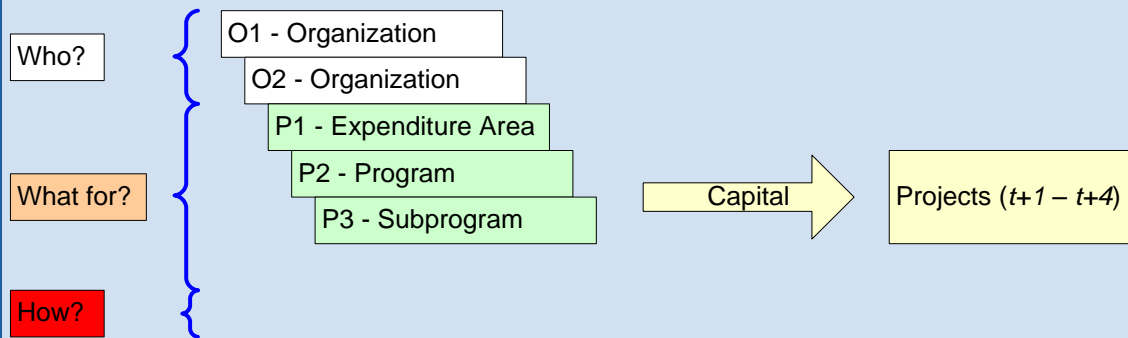 Who?
O1 - Organization
O2 - Organization
P1 - Expenditure Area
What for?
P2 - Program
P3 - Subprogram
Capital
Projects (t+1 – t+4)
How?